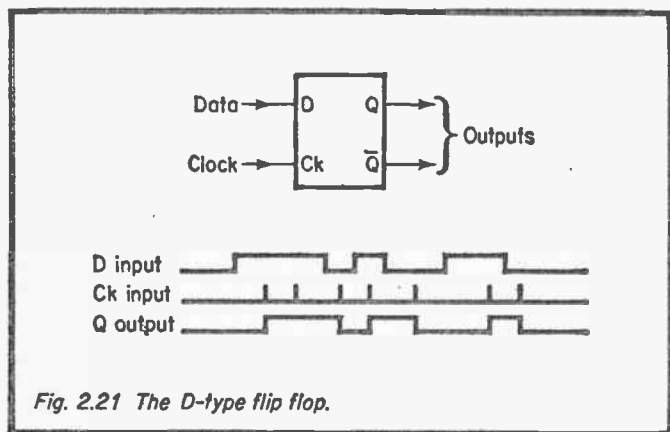 Data D Q
Outputs
Clock Ck Q̅
D input
Ck input
Q output
Fig. 2.21 The D-type flip flop.